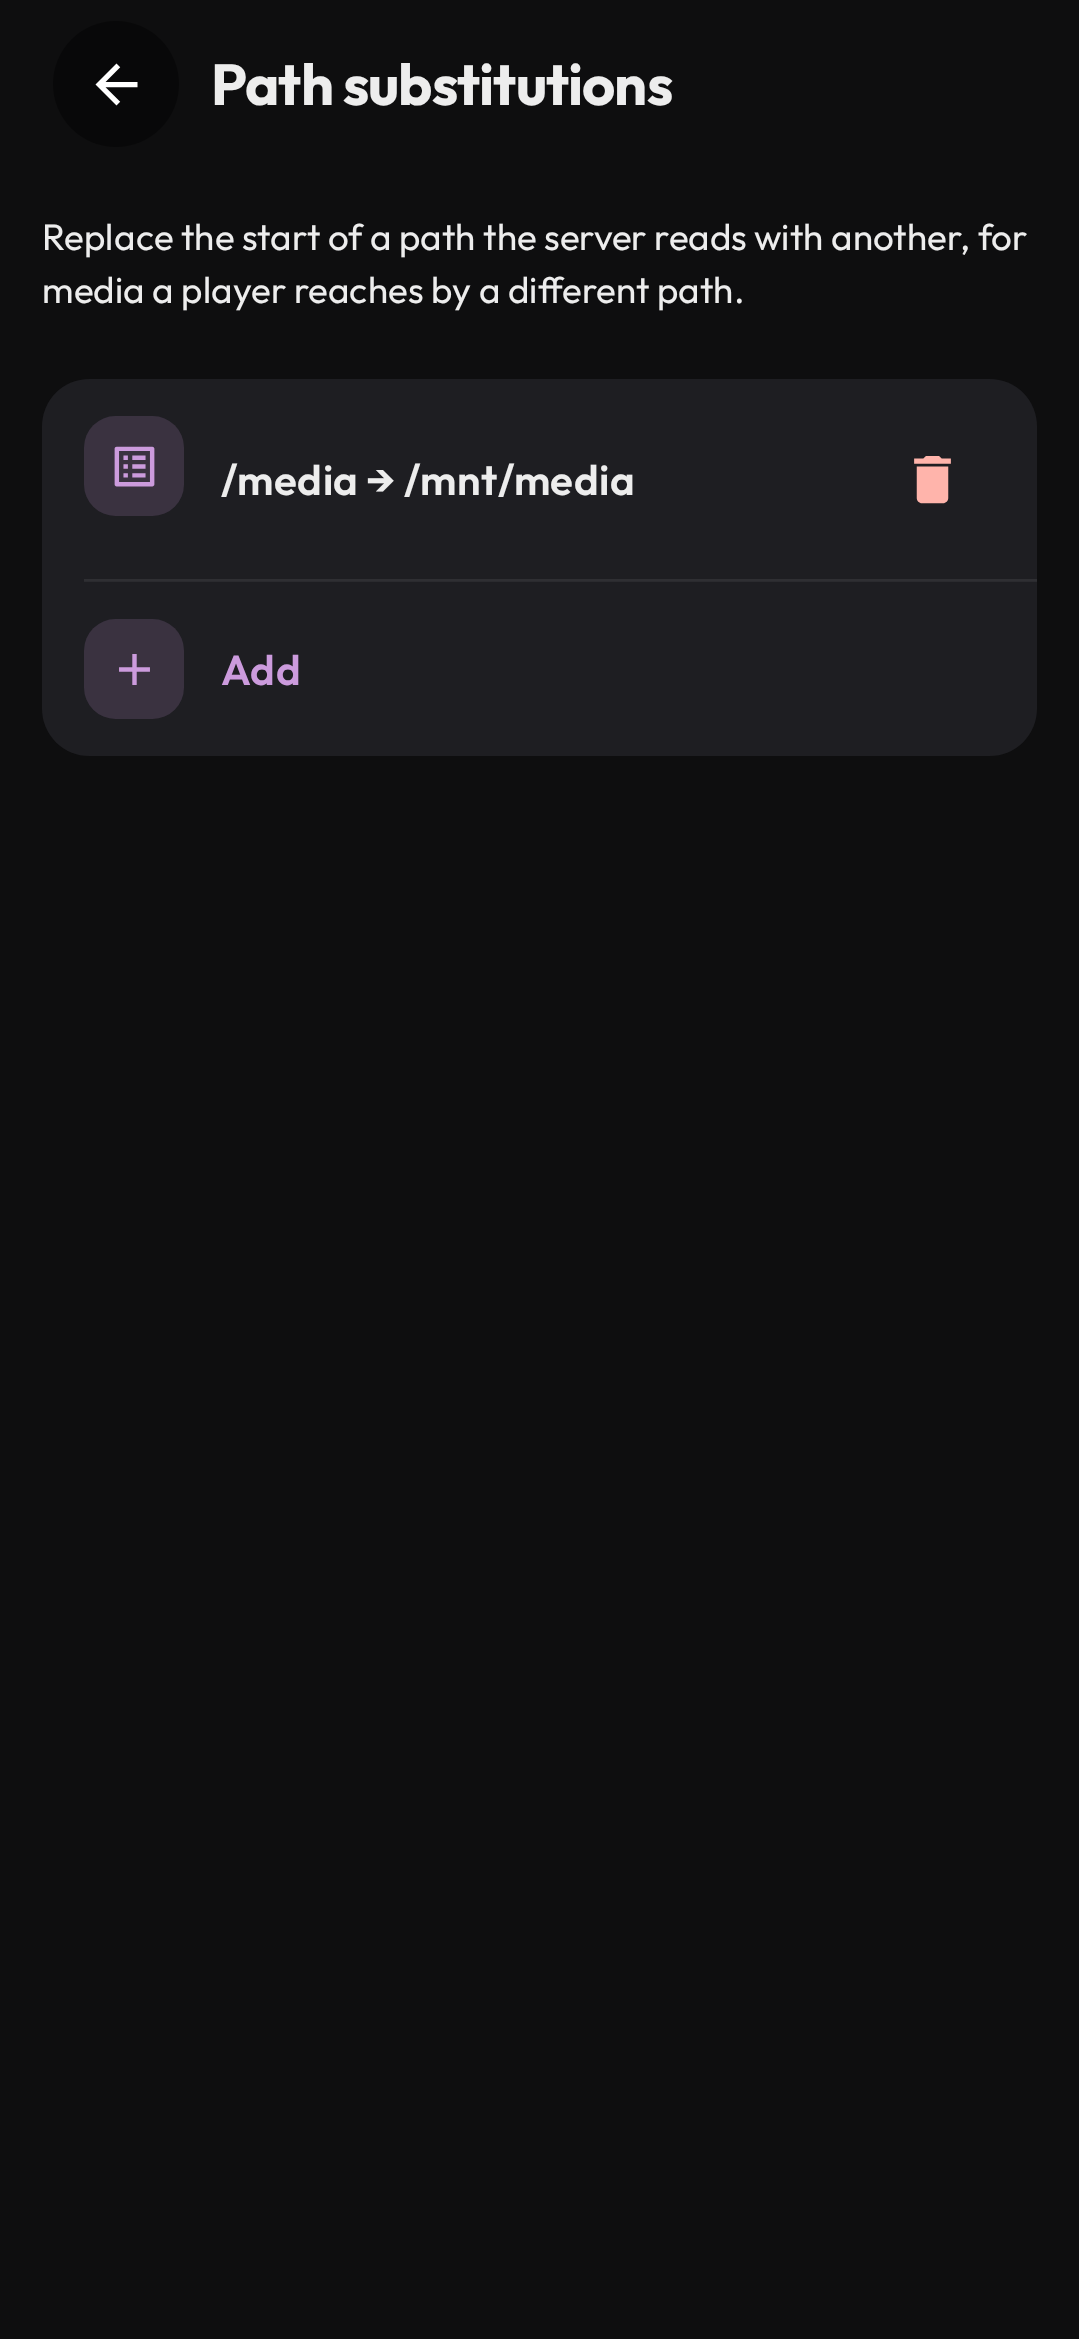 Path substitutions
Replace the start of a path the server reads with another, for
media a player reaches by a different path.
/media → /mnt/media
Add